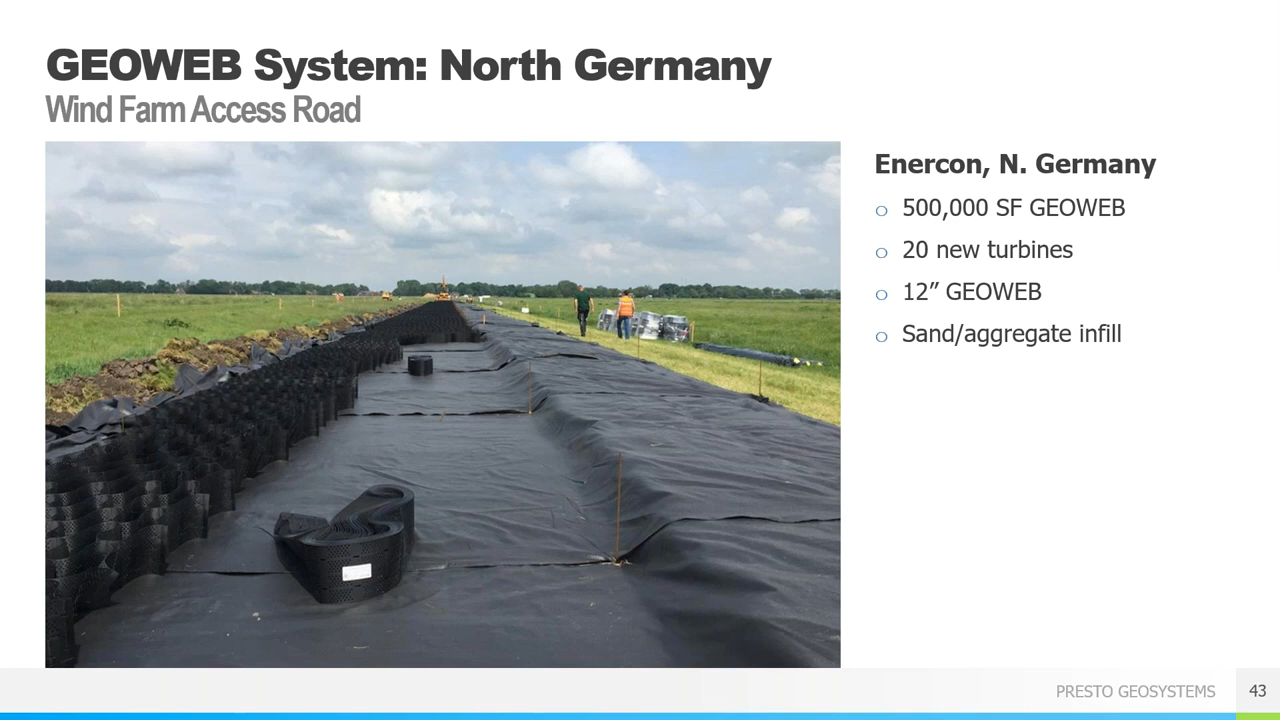 GEOWEB System: North Germany
Wind Farm Access Road
Enercon, N. Germany
500,000 SF GEOWEB
20 new turbines
12” GEOWEB
Sand/aggregate infill
PRESTO GEOSYSTEMS
43